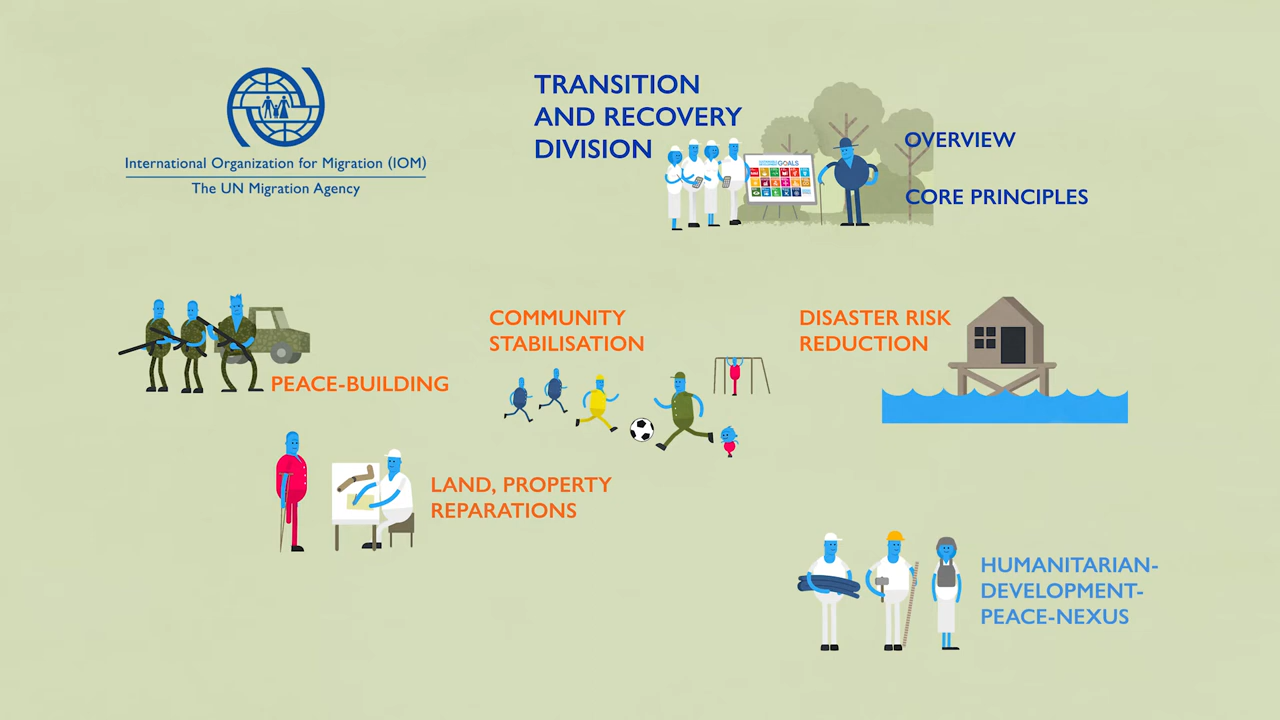 International Organization for Migration (IOM)
The UN Migration Agency
TRANSITION
AND RECOVERY
DIVISION
GOALS
OVERVIEW
CORE PRINCIPLES
PEACE-BUILDING
COMMUNITY
STABILISATION
DISASTER RISK
REDUCTION
LAND, PROPERTY
REPARATIONS
HUMANITARIAN-
DEVELOPMENT-
PEACE-NEXUS